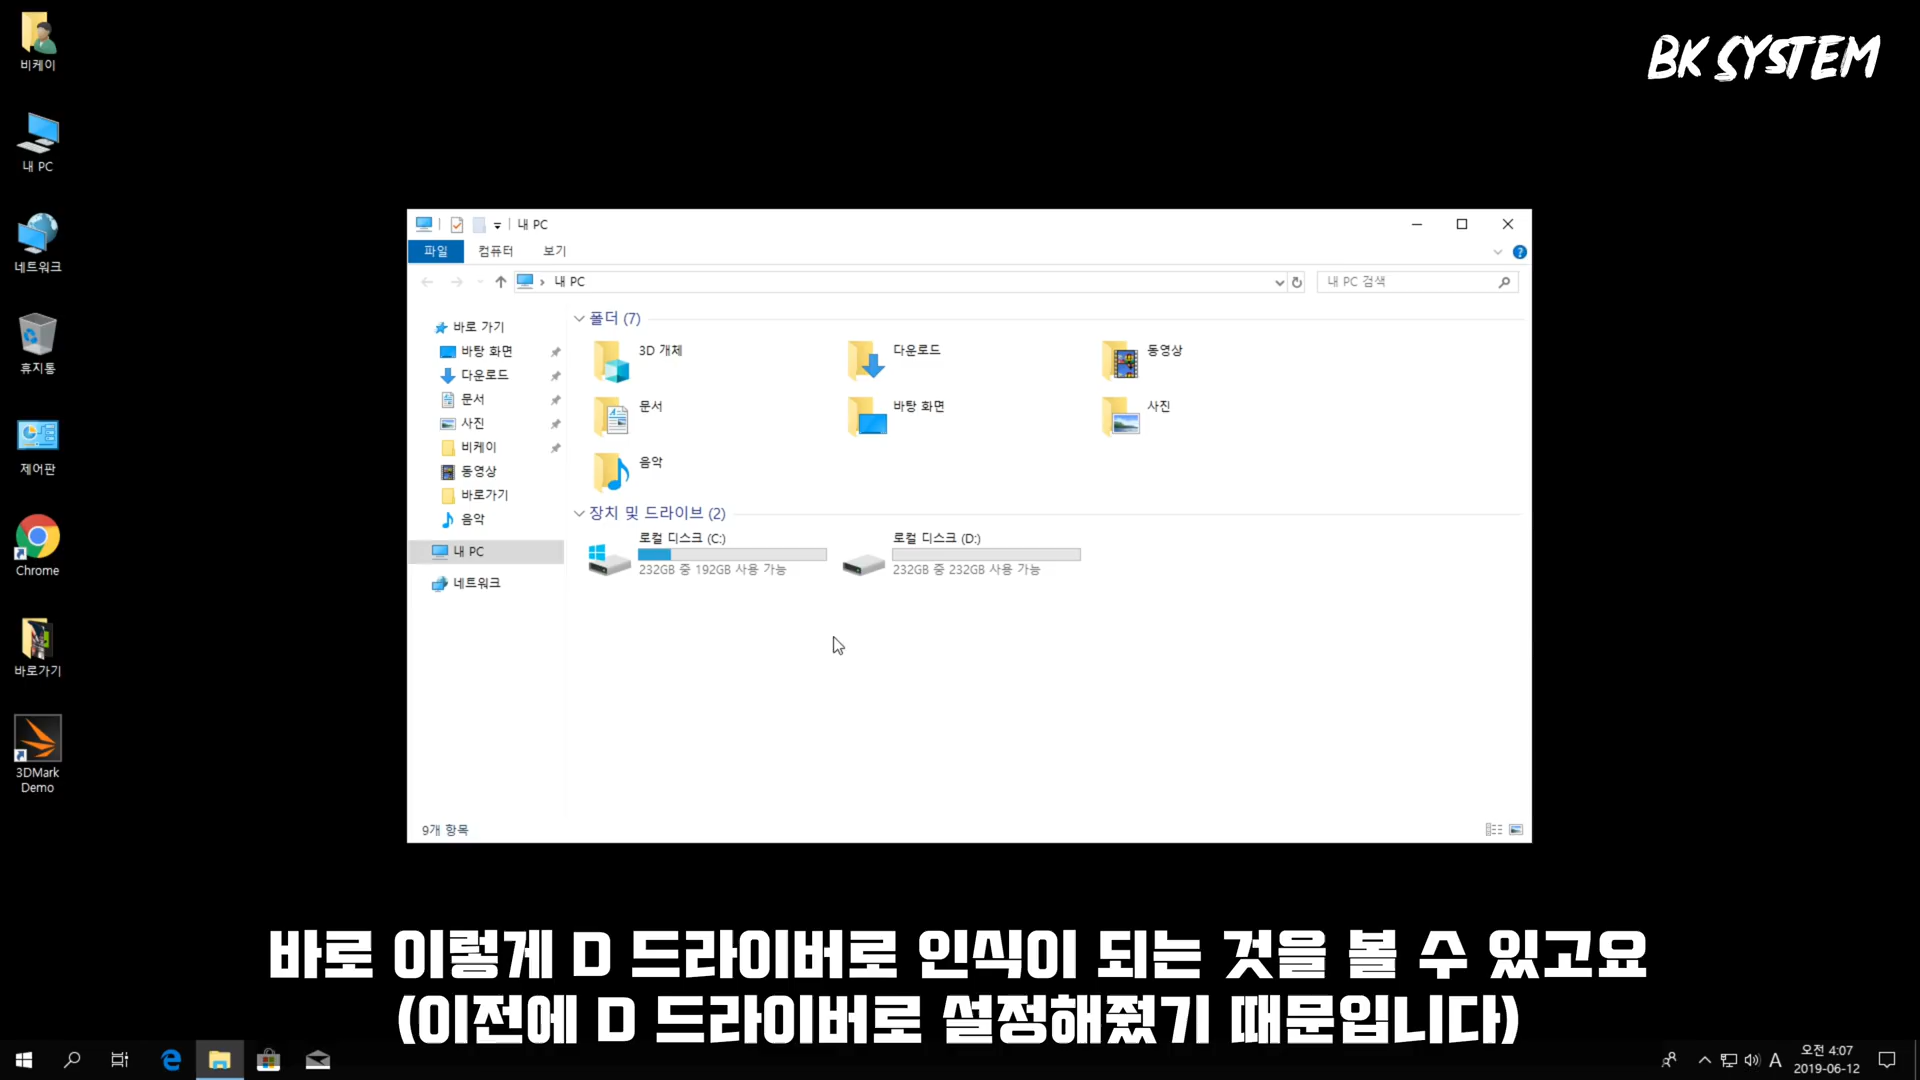 비케이
BK SYSTEM
내 PC
네트워크
휴지통
제어판
Chrome
바로가기
3DMark
Demo
내 PC
파일 컴퓨터 보기
내 PC
내 PC 검색
바로 가기
바탕 화면
다운로드
문서
사진
비케이
동영상
바로가기
음악
내 PC
네트워크
폴더 (7)
3D 개체
다운로드
동영상
문서
바탕 화면
사진
음악
장치 및 드라이브 (2)
로컬 디스크 (C:)
232GB 중 192GB 사용 가능
로컬 디스크 (D:)
232GB 중 232GB 사용 가능
9개 항목
바로 이렇게 D 드라이버로 인식이 되는 것을 볼 수 있고요
(이전에 D 드라이버로 설정해줬기 때문입니다)
A
오전 4:07
2019-06-12